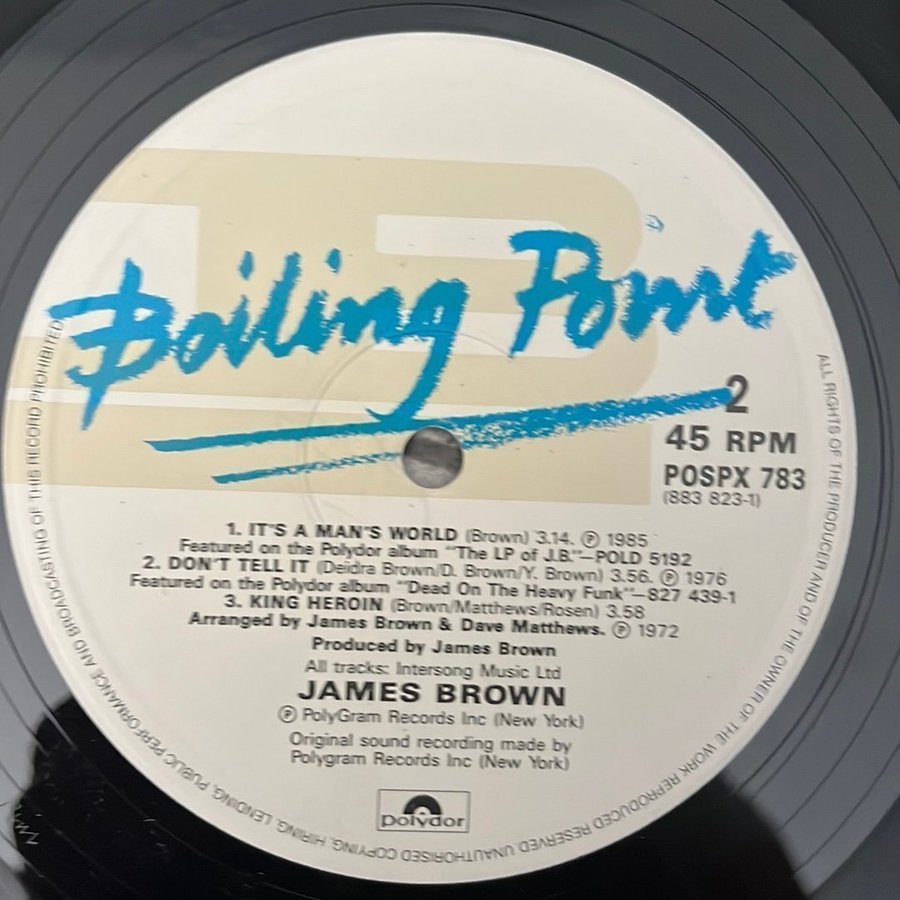 Boiling Point
2
45 RPM
POSPX 783
(883 823-1)
1. IT'S A MAN'S WORLD (Brown) 3.14. Ⓟ 1985
Featured on the Polydor album "The LP of J.B."—POLD 5192
2. DON'T TELL IT (Deidra Brown/D. Brown/Y. Brown) 3.56. Ⓟ 1976
Featured on the Polydor album "Dead On The Heavy Funk"—827 439-1
3. KING HEROIN (Brown/Matthews/Rosen) 3.58
Arranged by James Brown & Dave Matthews. Ⓟ 1972
Produced by James Brown
All tracks: Intersong Music Ltd
JAMES BROWN
Ⓟ PolyGram Records Inc (New York)
Original sound recording made by
Polygram Records Inc (New York)
polydor
ALL RIGHTS OF THE PRODUCER AND OF THE OWNER OF THE WORK REPRODUCED RESERVED UNAUTHORISED COPYING, HIRING, LENDING, PUBLIC PERFORMANCE AND BROADCASTING OF THIS RECORD PROHIBITED